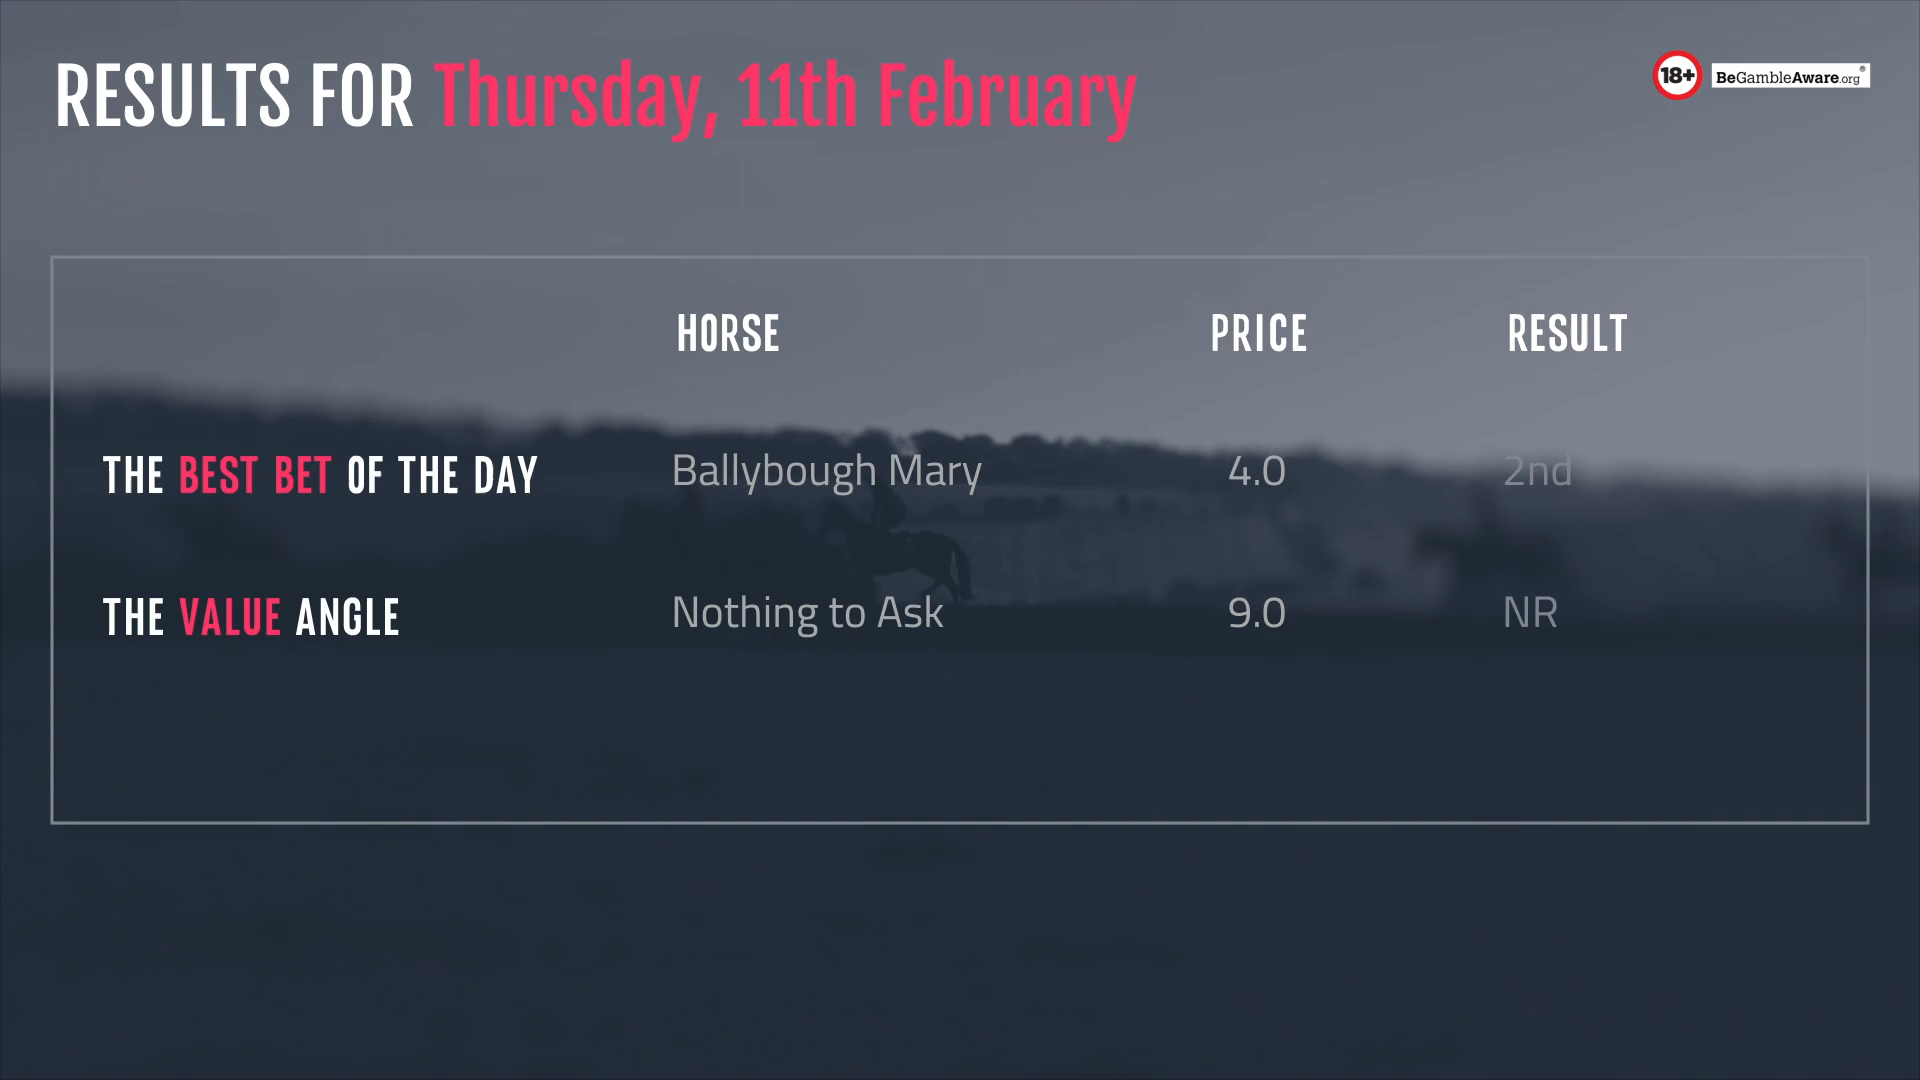 RESULTS FOR Thursday, 11th February
18+ BeGambleAware.org®
HORSE PRICE RESULT
THE BEST BET OF THE DAY Ballybough Mary 4.0 2nd
THE VALUE ANGLE Nothing to Ask 9.0 NR